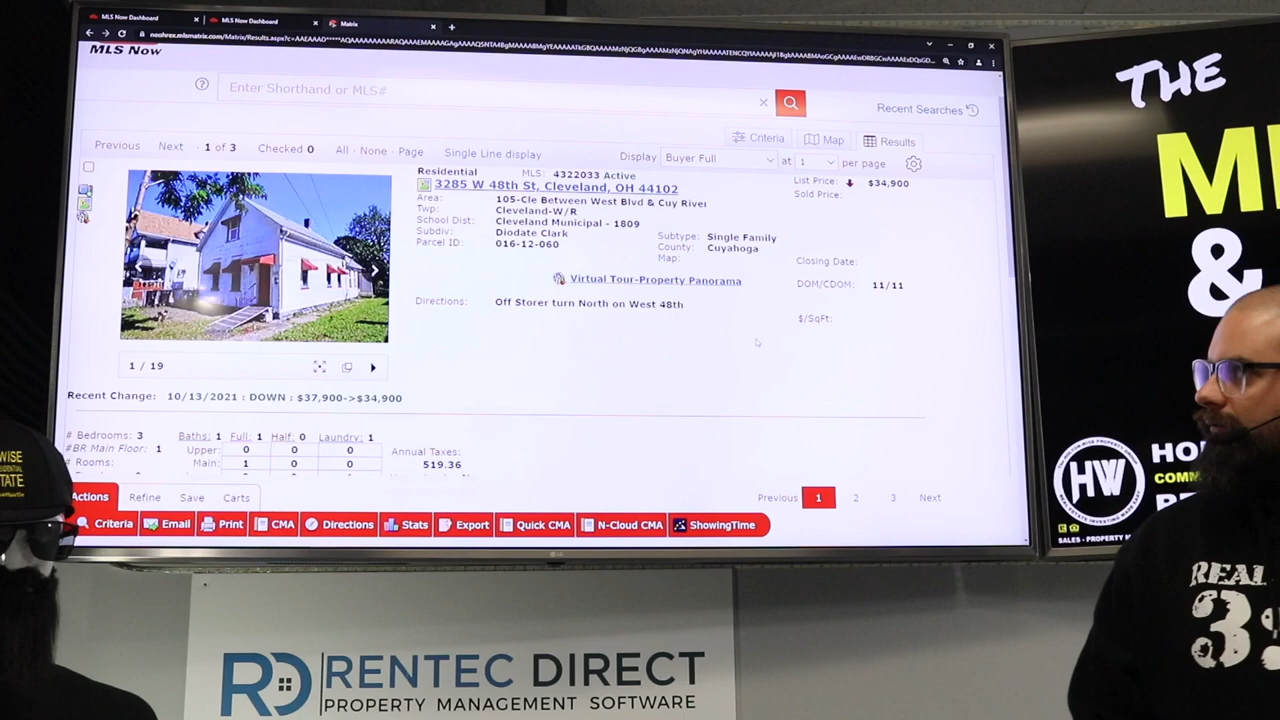 MLS Now Dashboard
MLS Now Dashboard
Matrix
MLS Now
Enter Shorthand or MLS#
Recent Searches
Criteria Map Results
Previous Next · 1 of 3 Checked 0 All · None · Page Single Line display Display Buyer Full at 1 per page
Residential MLS: 4322033 Active
3285 W 48th St, Cleveland, OH 44102
List Price: $34,900
Sold Price:
Area: 105-Cle Between West Blvd & Cuy River
Twp: Cleveland-W/R
School Dist: Cleveland Municipal - 1809
Subdiv: Diodate Clark
Parcel ID: 016-12-060
Subtype: Single Family
County: Cuyahoga
Map:
Closing Date:
Virtual Tour-Property Panorama
DOM/CDOM: 11/11
Directions: Off Storer turn North on West 48th
$/SqFt:
1 / 19
Recent Change: 10/13/2021 : DOWN : $37,900->$34,900
# Bedrooms: 3 Baths: 1 Full: 1 Half: 0 Laundry: 1
#BR Main Floor: 1 Upper: 0 0 0 Annual Taxes:
# Rooms: Main: 1 0 0 519.36
Actions Refine Save Carts
Previous 1 2 3 Next
Criteria Email Print CMA Directions Stats Export Quick CMA N-Cloud CMA ShowingTime
LG
THE
&
HW
SALES - PROPERTY
REAL
WISE
RD RENTEC DIRECT
PROPERTY MANAGEMENT SOFTWARE